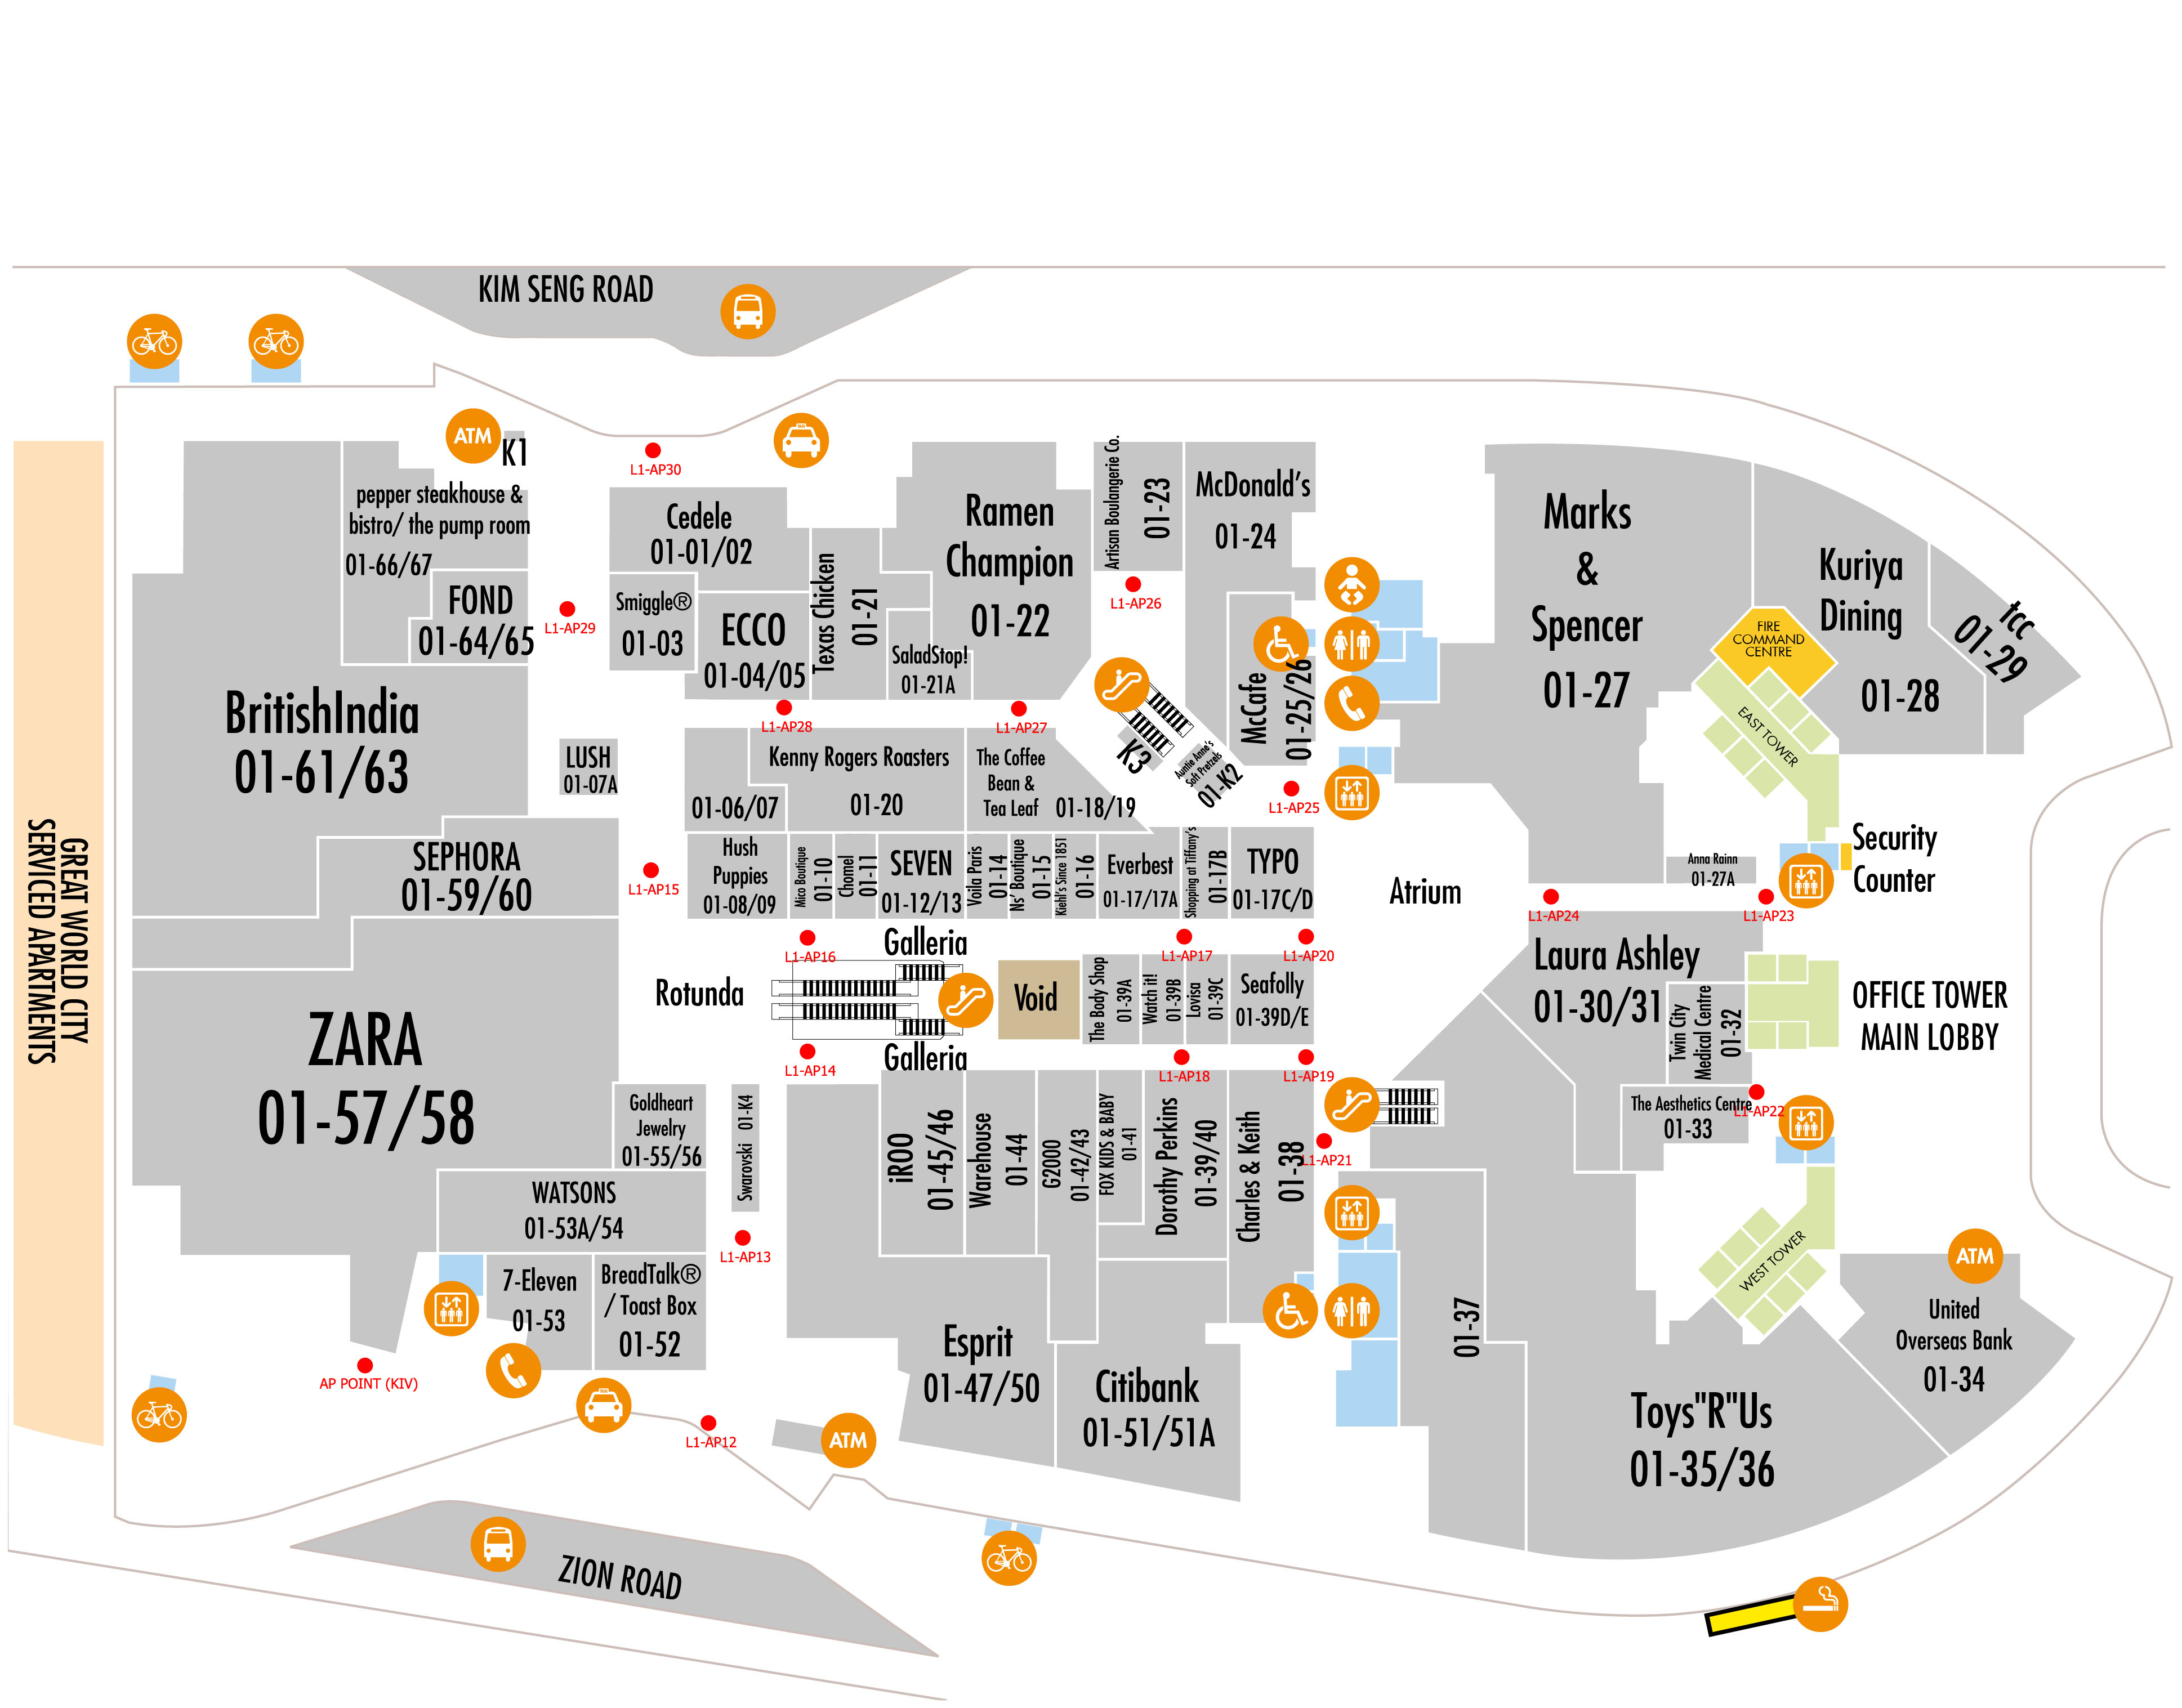 KIM SENG ROAD
ATM
K1
L1-AP30
pepper steakhouse &
bistro/ the pump room
01-66/67
FOND
01-64/65
L1-AP29
Cedele
01-01/02
Smiggle®
01-03
ECCO
01-04/05
Texas Chicken
01-21
SaladStop!
01-21A
Ramen
Champion
01-22
Artisan Boulangerie Co.
01-23
L1-AP26
McDonald's
01-24
McCafe
01-25/26
Marks
&
Spencer
01-27
FIRE
COMMAND
CENTRE
Kuriya
Dining
01-28
tcc
01-29
EAST TOWER
BritishIndia
01-61/63
LUSH
01-07A
L1-AP28
L1-AP27
Kenny Rogers Roasters
01-20
01-06/07
The Coffee
Bean &
Tea Leaf
01-18/19
K3
Auntie Anne's
Soft Pretzels
01-K2
L1-AP25
SEPHORA
01-59/60
L1-AP15
Hush
Puppies
01-08/09
Mico Boutique
01-10
Chomel
01-11
SEVEN
01-12/13
Voila Paris
01-14
Ns' Boutique
01-15
Kiehl's Since 1851
01-16
Everbest
01-17/17A
Shopping at Tiffany's
01-17B
TYPO
01-17C/D
Atrium
Anna Rainn
01-27A
Security
Counter
L1-AP24
L1-AP23
GREAT WORLD CITY
SERVICED APARTMENTS
L1-AP16
Galleria
L1-AP17
L1-AP20
Rotunda
Void
The Body Shop
01-39A
Watch it!
01-39B
Lovisa
01-39C
Seafolly
01-39D/E
Laura Ashley
01-30/31
Twin City
Medical Centre
01-32
OFFICE TOWER
MAIN LOBBY
ZARA
01-57/58
L1-AP14
Galleria
L1-AP18
L1-AP19
Goldheart
Jewelry
01-55/56
Swarovski 01-K4
iROO
01-45/46
Warehouse
01-44
G2000
01-42/43
FOX KIDS & BABY
01-41
Dorothy Perkins
01-39/40
Charles & Keith
01-38
L1-AP21
The Aesthetics Centre
01-33
L1-AP22
WATSONS
01-53A/54
L1-AP13
7-Eleven
01-53
BreadTalk®
/ Toast Box
01-52
WEST TOWER
ATM
United
Overseas Bank
01-34
AP POINT (KIV)
Esprit
01-47/50
Citibank
01-51/51A
01-37
Toys"R"Us
01-35/36
L1-AP12
ATM
ZION ROAD